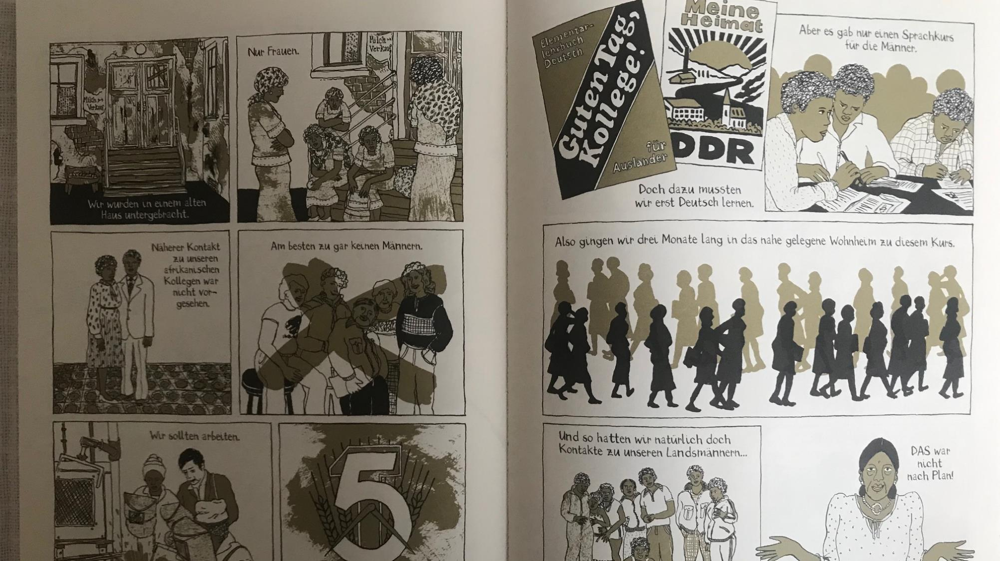 Milch→
Verkauf
Wir wurden in einem alten
Haus untergebracht.
Nur Frauen.
Milch→
Verkauf
Näherer Kontakt
zu unseren
afrikanischen
Kollegen war
nicht vor-
gesehen.
Am besten zu gar keinen Männern.
Wir sollten arbeiten.
5
Elementar-
lehrbuch
Deutsch
Guten Tag,
Kollege!
für
Ausländer
Meine
Heimat
DDR
Doch dazu mussten
wir erst Deutsch lernen.
Aber es gab nur einen Sprachkurs
für die Männer.
Also gingen wir drei Monate lang in das nahe gelegene Wohnheim zu diesem Kurs.
Und so hatten wir natürlich doch
Kontakte zu unseren Landsmännern...
DAS war
nicht
nach Plan!